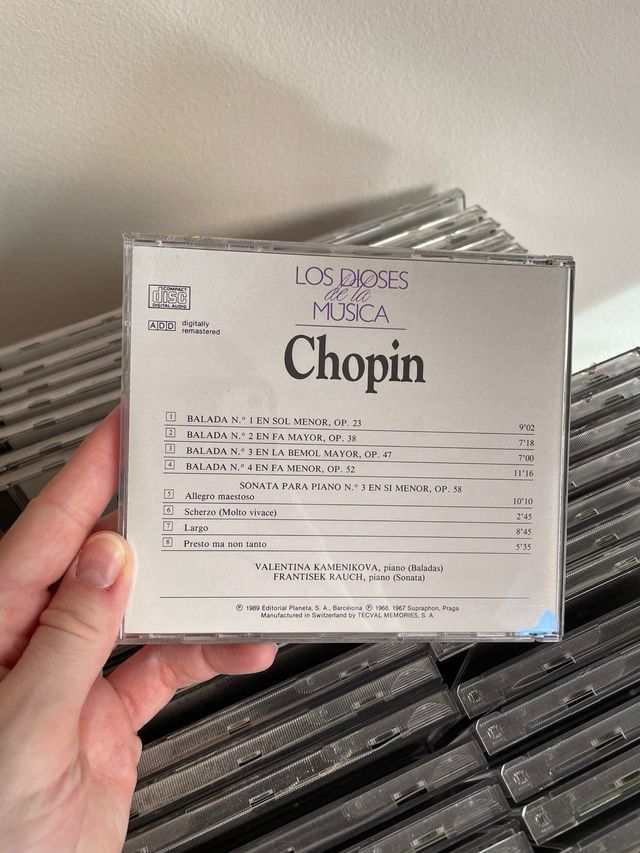 COMPACT
disc
DIGITAL AUDIO
ADD digitally
remastered
LOS DIOSES
de la
MÚSICA
Chopin
1 BALADA N.º 1 EN SOL MENOR, OP. 23 9'02
2 BALADA N.º 2 EN FA MAYOR, OP. 38 7'18
3 BALADA N.º 3 EN LA BEMOL MAYOR, OP. 47 7'00
4 BALADA N.º 4 EN FA MENOR, OP. 52 11'16
SONATA PARA PIANO N.º 3 EN SI MENOR, OP. 58
5 Allegro maestoso 10'10
6 Scherzo (Molto vivace) 2'45
7 Largo 8'45
8 Presto ma non tanto 5'35
VALENTINA KAMENIKOVA, piano (Baladas)
FRANTISEK RAUCH, piano (Sonata)
℗ 1989 Editorial Planeta, S. A., Barcelona ℗ 1968, 1967 Supraphon, Praga
Manufactured in Switzerland by TECVAL MEMORIES, S. A.